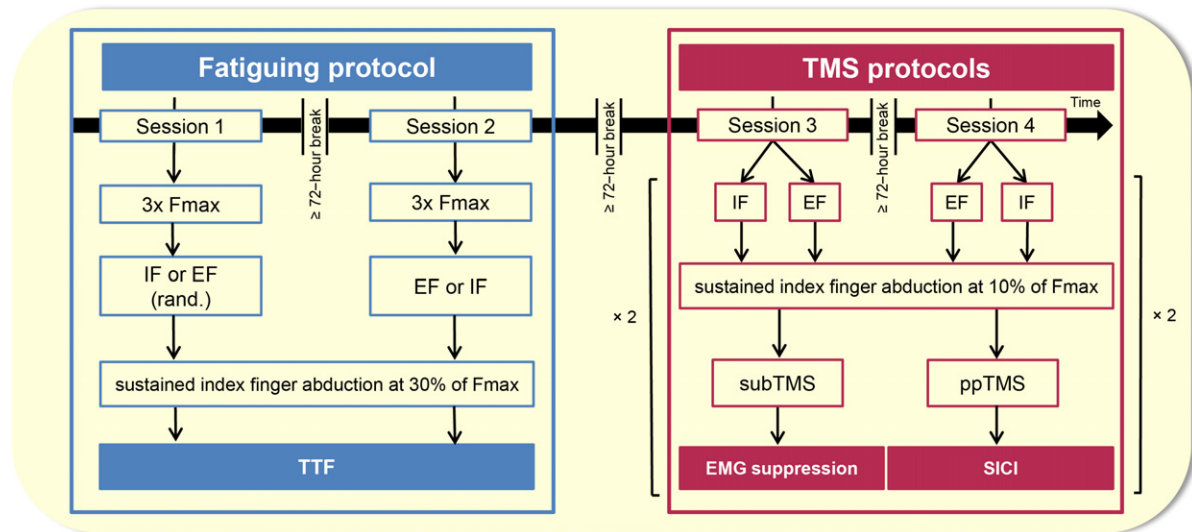 Fatiguing protocol
TMS protocols
Time
Session 1
≥ 72-hour break
Session 2
≥ 72-hour break
Session 3
≥ 72-hour break
Session 4
3x Fmax
3x Fmax
IF
EF
EF
IF
IF or EF
(rand.)
EF or IF
sustained index finger abduction at 10% of Fmax
× 2
× 2
sustained index finger abduction at 30% of Fmax
subTMS
ppTMS
TTF
EMG suppression
SICI